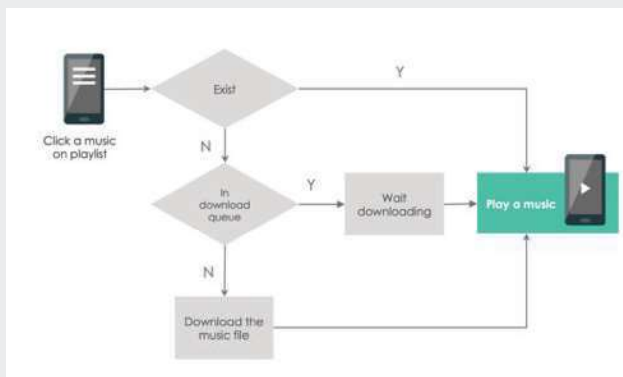 Exist
Y
Click a music
on playlist
N
In
download
queue
Y
Wait
downloading
Play a music
N
Download the
music file